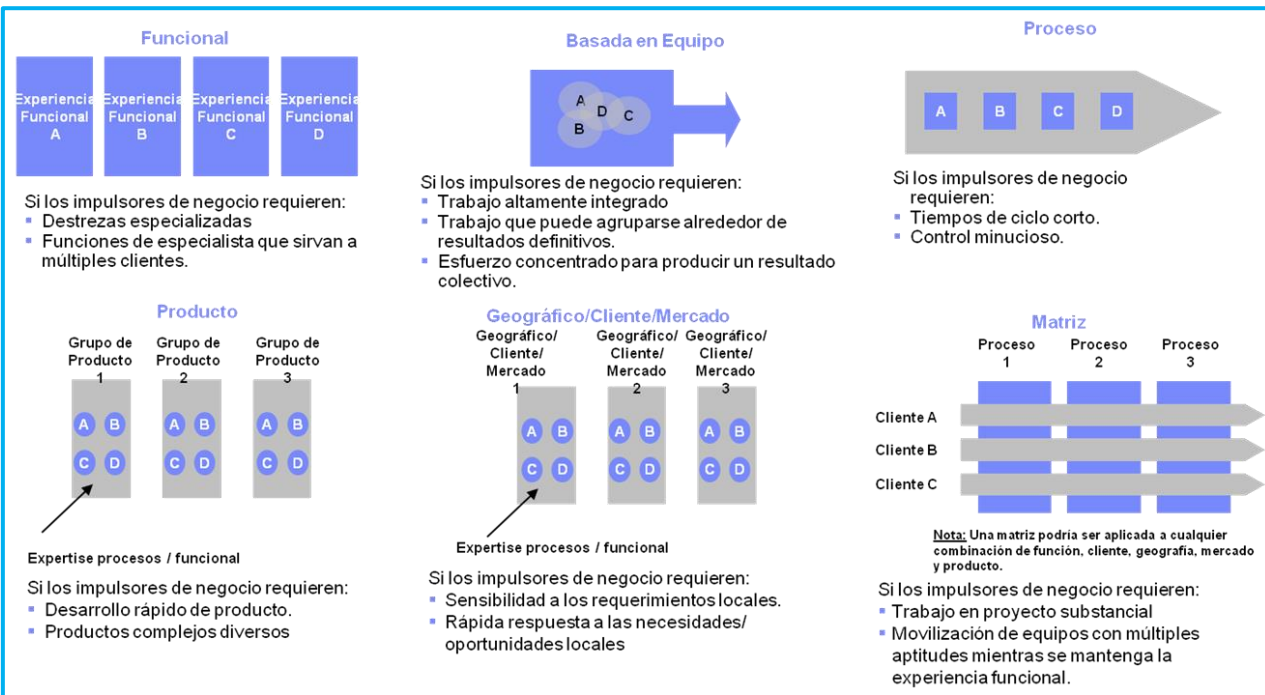 Funcional
Experiencia
Funcional
A
Experiencia
Funcional
B
Experiencia
Funcional
C
Experiencia
Funcional
D
Si los impulsores de negocio requieren:
▪ Destrezas especializadas
▪ Funciones de especialista que sirvan a
múltiples clientes.
Basada en Equipo
A
D
C
B
Si los impulsores de negocio requieren:
▪ Trabajo altamente integrado
▪ Trabajo que puede agruparse alrededor de
resultados definitivos.
▪ Esfuerzo concentrado para producir un resultado
colectivo.
Proceso
A B C D
Si los impulsores de negocio
requieren:
▪ Tiempos de ciclo corto.
▪ Control minucioso.
Producto
Grupo de
Producto
1
Grupo de
Producto
2
Grupo de
Producto
3
A B
C D
A B
C D
A B
C D
Expertise procesos / funcional
Si los impulsores de negocio requieren:
▪ Desarrollo rápido de producto.
▪ Productos complejos diversos
Geográfico/Cliente/Mercado
Geográfico/
Cliente/
Mercado
1
Geográfico/
Cliente/
Mercado
2
Geográfico/
Cliente/
Mercado
3
A B
C D
A B
C D
A B
C D
Expertise procesos / funcional
Si los impulsores de negocio requieren:
▪ Sensibilidad a los requerimientos locales.
▪ Rápida respuesta a las necesidades/
oportunidades locales
Matriz
Proceso
1
Proceso
2
Proceso
3
Cliente A
Cliente B
Cliente C
Nota: Una matriz podría ser aplicada a cualquier
combinación de función, cliente, geografía, mercado
y producto.
Si los impulsores de negocio requieren:
▪ Trabajo en proyecto substancial
▪ Movilización de equipos con múltiples
aptitudes mientras se mantenga la
experiencia funcional.